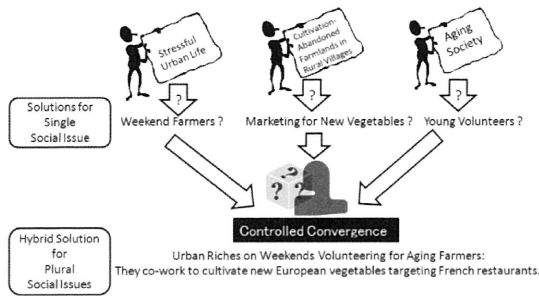 Stressful
Urban Life
Cultivation-
Abandoned
Farmlands in
Rural Villages
Aging
Society
?
?
?
Solutions for
Single
Social Issue
Weekend Farmers ?
Marketing for New Vegetables ?
Young Volunteers ?
? ? ?
Controlled Convergence
Hybrid Solution
for
Plural
Social Issues
Urban Riches on Weekends Volunteering for Aging Farmers:
They co-work to cultivate new European vegetables targeting French restaurants.